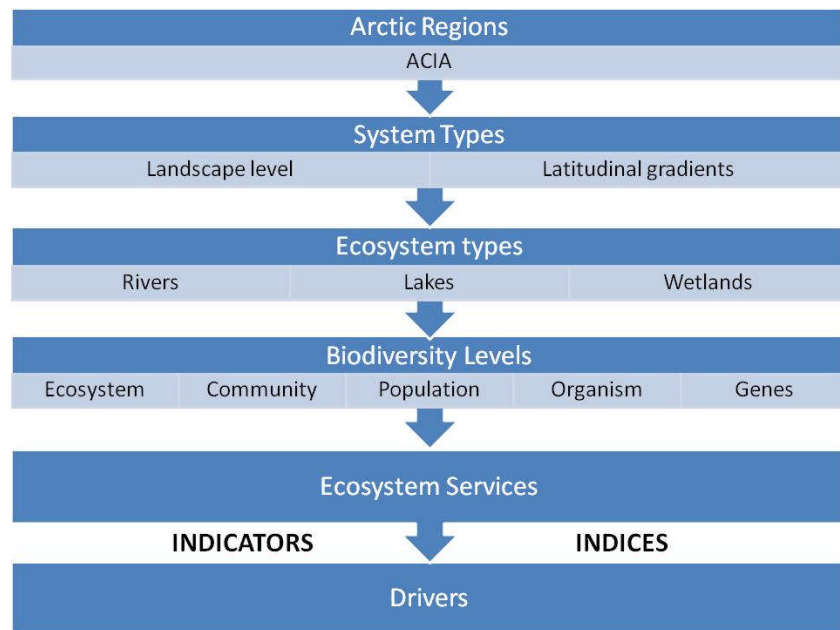 Arctic Regions
ACIA
System Types
Landscape level Latitudinal gradients
Ecosystem types
Rivers Lakes Wetlands
Biodiversity Levels
Ecosystem Community Population Organism Genes
Ecosystem Services
INDICATORS INDICES
Drivers